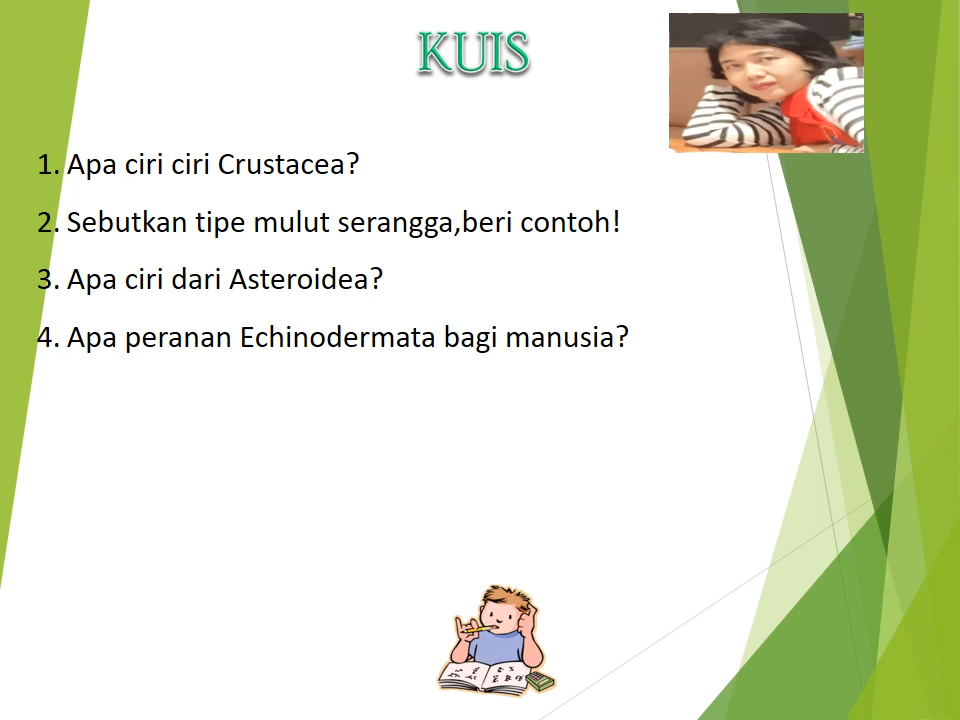 KUIS
1. Apa ciri ciri Crustacea?
2. Sebutkan tipe mulut serangga,beri contoh!
3. Apa ciri dari Asteroidea?
4. Apa peranan Echinodermata bagi manusia?